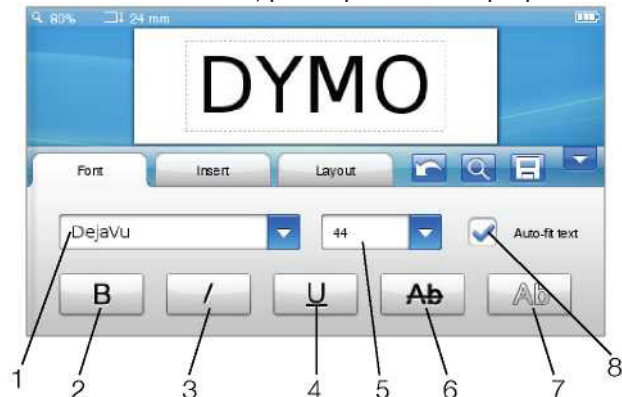 80% 24 mm
DYMO
Font Insert Layout
DejaVu 44 Auto-fit text
B I U Ab Ab
1 2 3 4 5 6 7 8